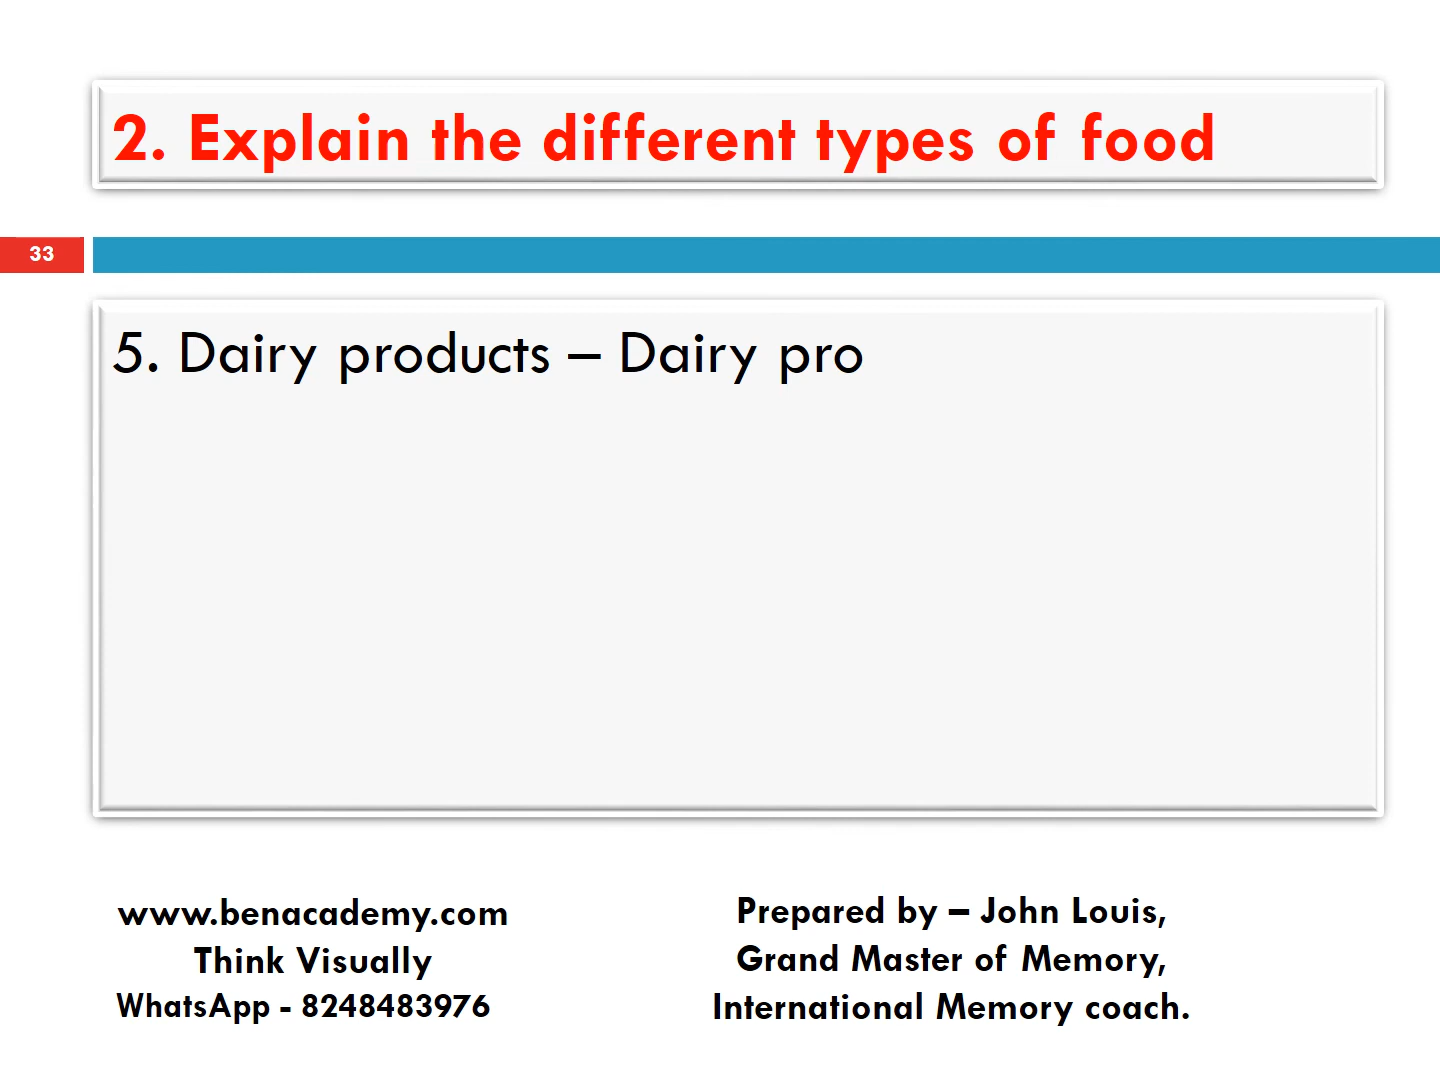 2. Explain the different types of food
33
5. Dairy products – Dairy pro
www.benacademy.com
Think Visually
WhatsApp - 8248483976
Prepared by – John Louis,
Grand Master of Memory,
International Memory coach.